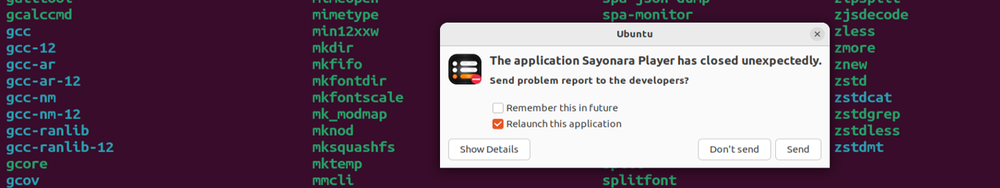 gcalccmd mimetype spa-monitor zjsdecode
gcc min12xxw zless
gcc-12 mkdir zmore
gcc-ar mkfifo znew
gcc-ar-12 mkfontdir zstd
gcc-nm mkfontscale zstdcat
gcc-nm-12 mk_modmap zstdgrep
gcc-ranlib mknod zstdless
gcc-ranlib-12 mksquashfs zstdmt
gcore mktemp
gcov mmcli splitfont
Ubuntu
The application Sayonara Player has closed unexpectedly.
Send problem report to the developers?
Remember this in future
Relaunch this application
Show Details Don't send Send